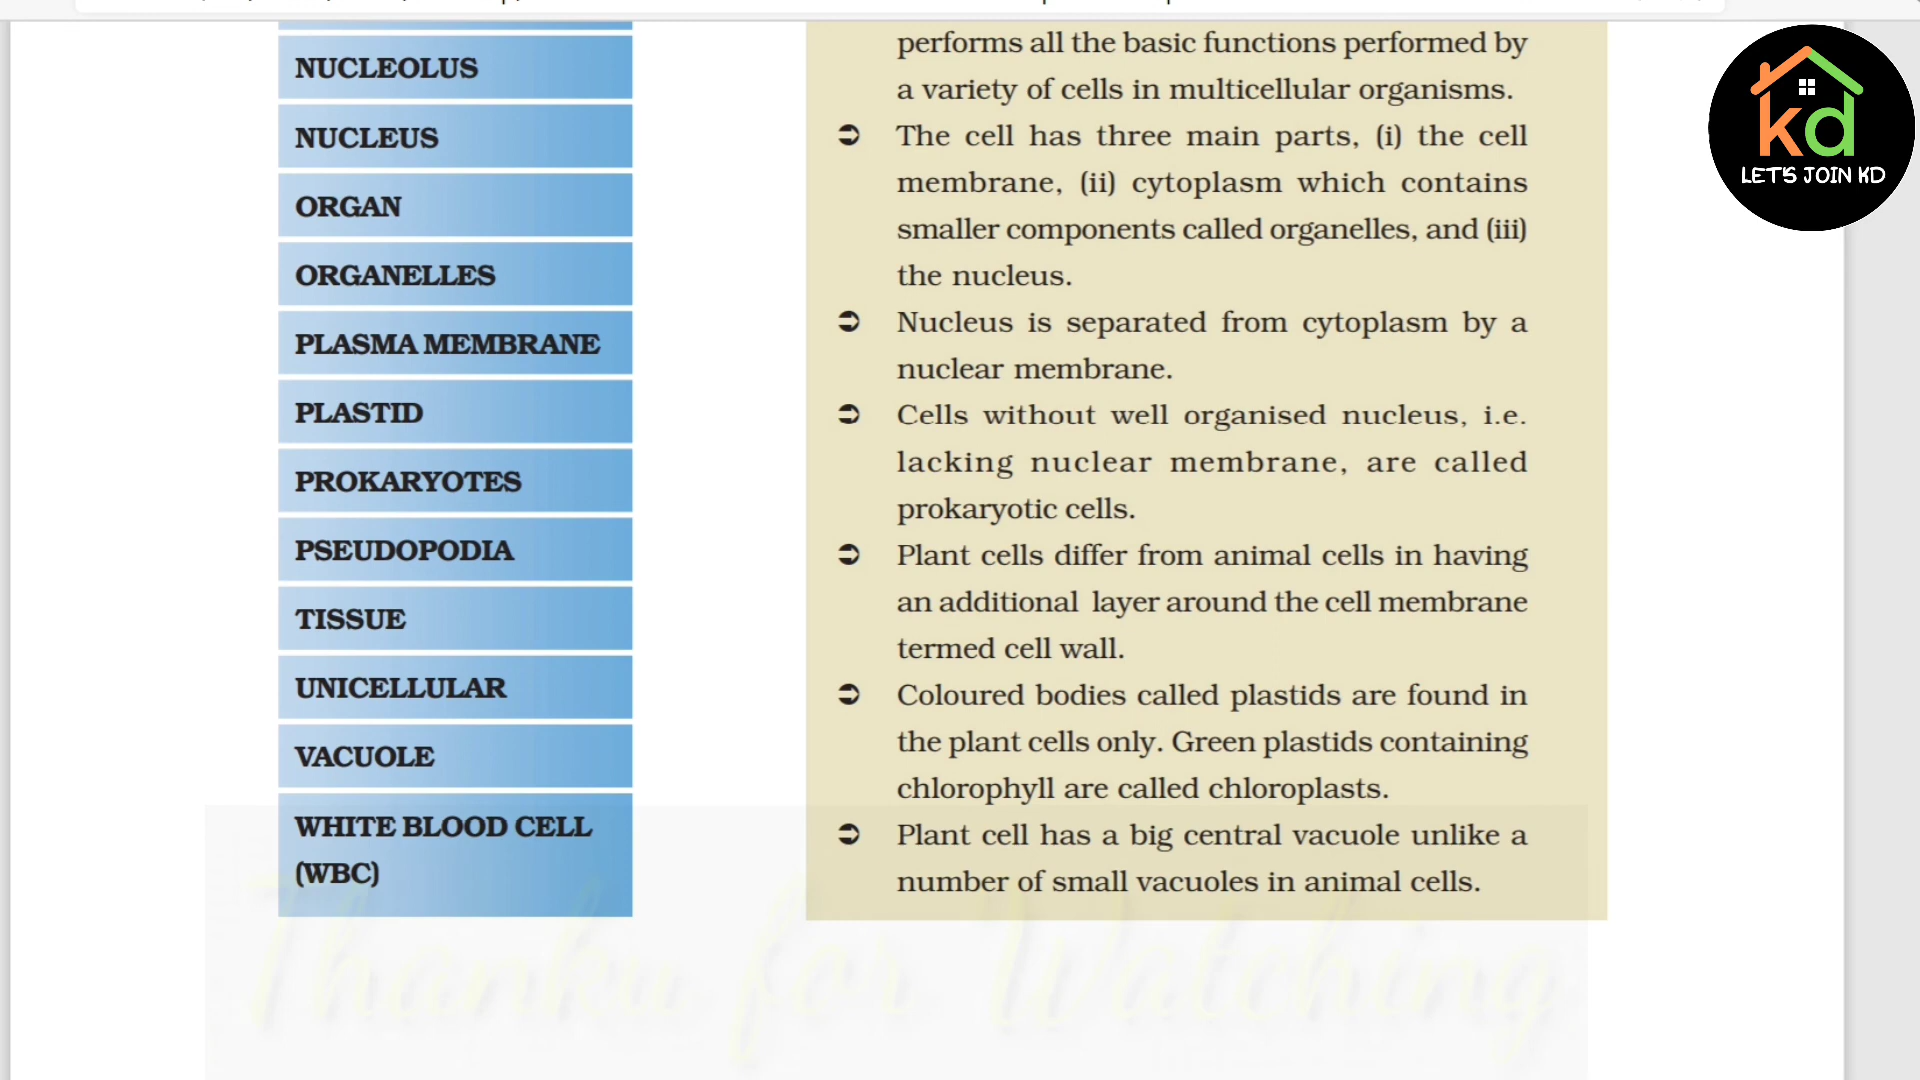 NUCLEOLUS
NUCLEUS
ORGAN
ORGANELLES
PLASMA MEMBRANE
PLASTID
PROKARYOTES
PSEUDOPODIA
TISSUE
UNICELLULAR
VACUOLE
WHITE BLOOD CELL
(WBC)
performs all the basic functions performed by
a variety of cells in multicellular organisms.
➲ The cell has three main parts, (i) the cell
membrane, (ii) cytoplasm which contains
smaller components called organelles, and (iii)
the nucleus.
➲ Nucleus is separated from cytoplasm by a
nuclear membrane.
➲ Cells without well organised nucleus, i.e.
lacking nuclear membrane, are called
prokaryotic cells.
➲ Plant cells differ from animal cells in having
an additional layer around the cell membrane
termed cell wall.
➲ Coloured bodies called plastids are found in
the plant cells only. Green plastids containing
chlorophyll are called chloroplasts.
➲ Plant cell has a big central vacuole unlike a
number of small vacuoles in animal cells.
kd
LET'S JOIN KD
Thanku for Watching